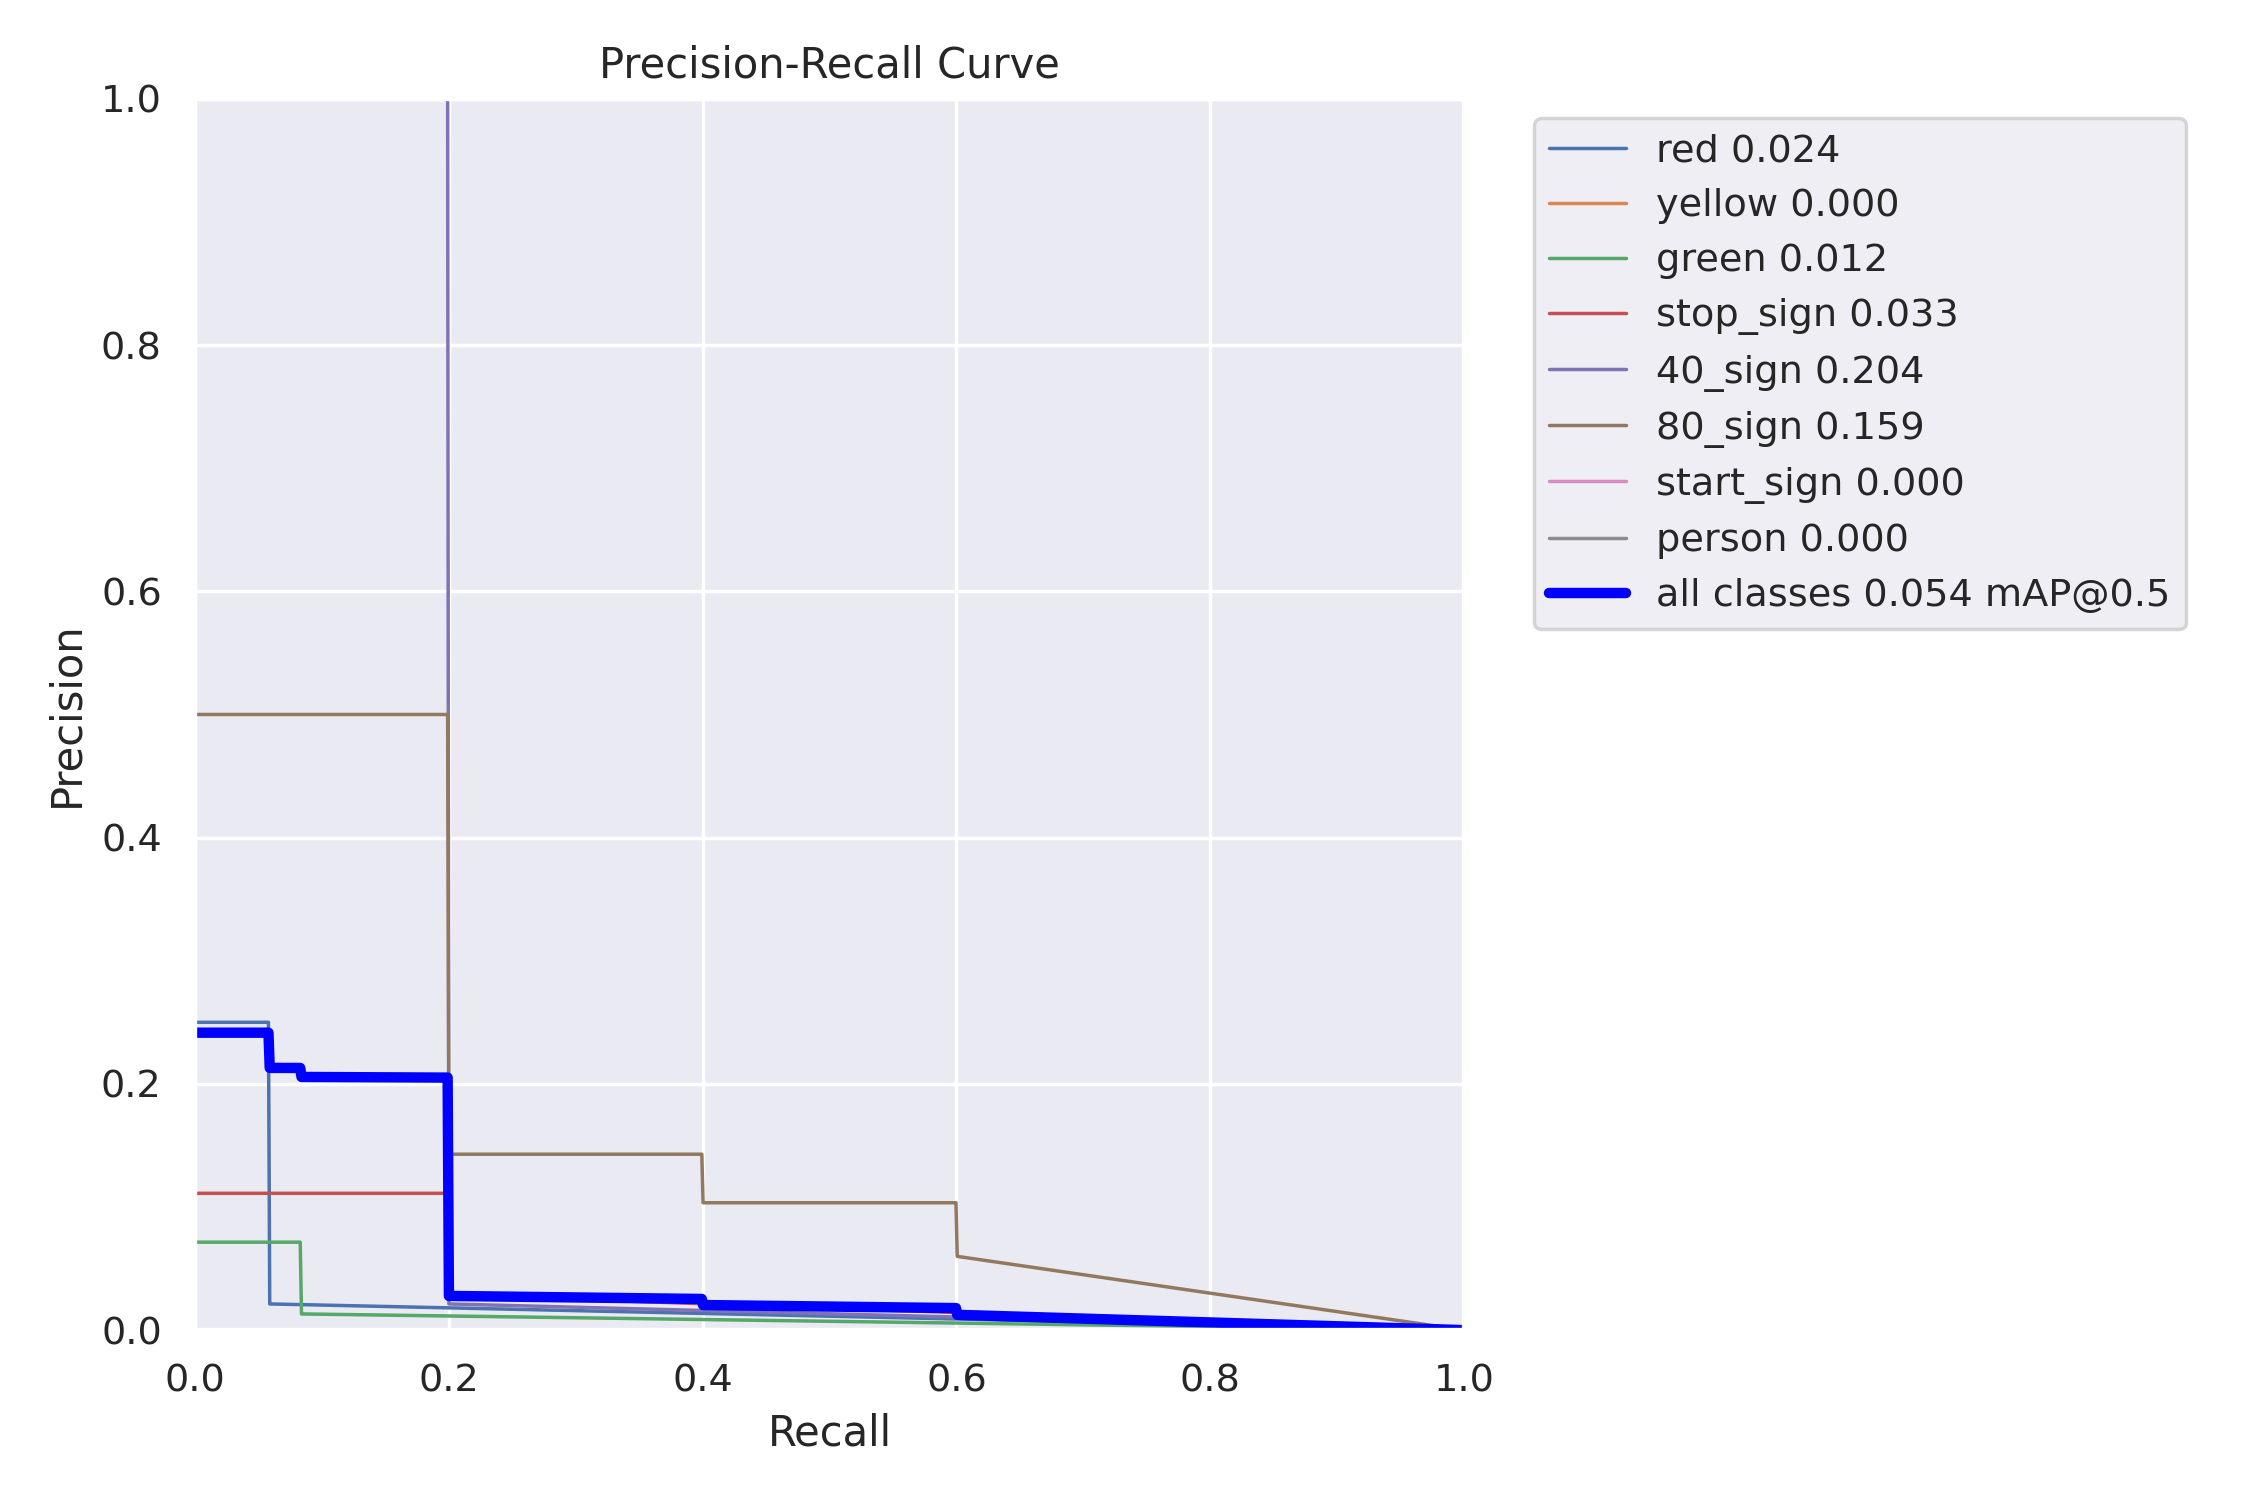 Precision-Recall Curve
1.0
0.8
0.6
0.4
0.2
0.0
Precision
0.0 0.2 0.4 0.6 0.8 1.0
Recall
red 0.024
yellow 0.000
green 0.012
stop_sign 0.033
40_sign 0.204
80_sign 0.159
start_sign 0.000
person 0.000
all classes 0.054 mAP@0.5